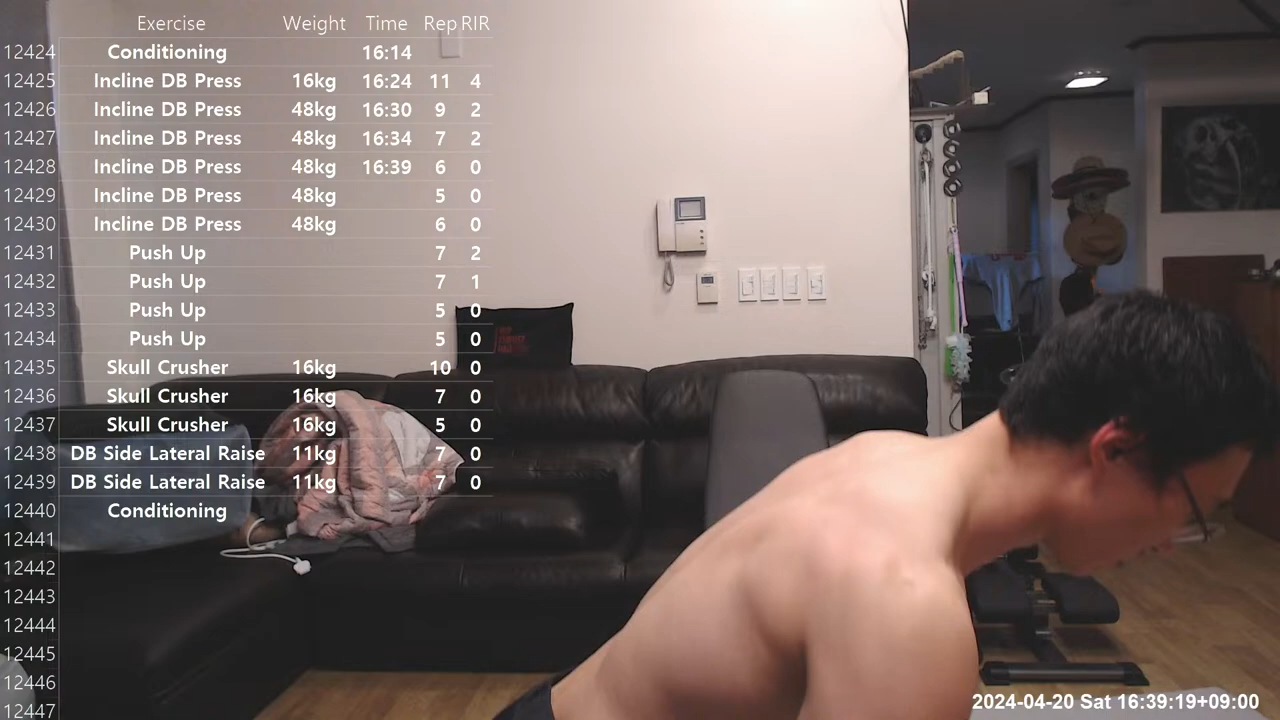 Exercise Weight Time Rep RIR
12424 Conditioning 16:14
12425 Incline DB Press 16kg 16:24 11 4
12426 Incline DB Press 48kg 16:30 9 2
12427 Incline DB Press 48kg 16:34 7 2
12428 Incline DB Press 48kg 16:39 6 0
12429 Incline DB Press 48kg 5 0
12430 Incline DB Press 48kg 6 0
12431 Push Up 7 2
12432 Push Up 7 1
12433 Push Up 5 0
12434 Push Up 5 0
12435 Skull Crusher 16kg 10 0
12436 Skull Crusher 16kg 7 0
12437 Skull Crusher 16kg 5 0
12438 DB Side Lateral Raise 11kg 7 0
12439 DB Side Lateral Raise 11kg 7 0
12440 Conditioning
12441
12442
12443
12444
12445
12446
12447
2024-04-20 Sat 16:39:19+09:00